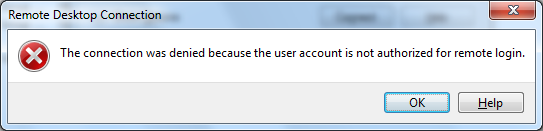 Remote Desktop Connection
The connection was denied because the user account is not authorized for remote login.
OK
Help